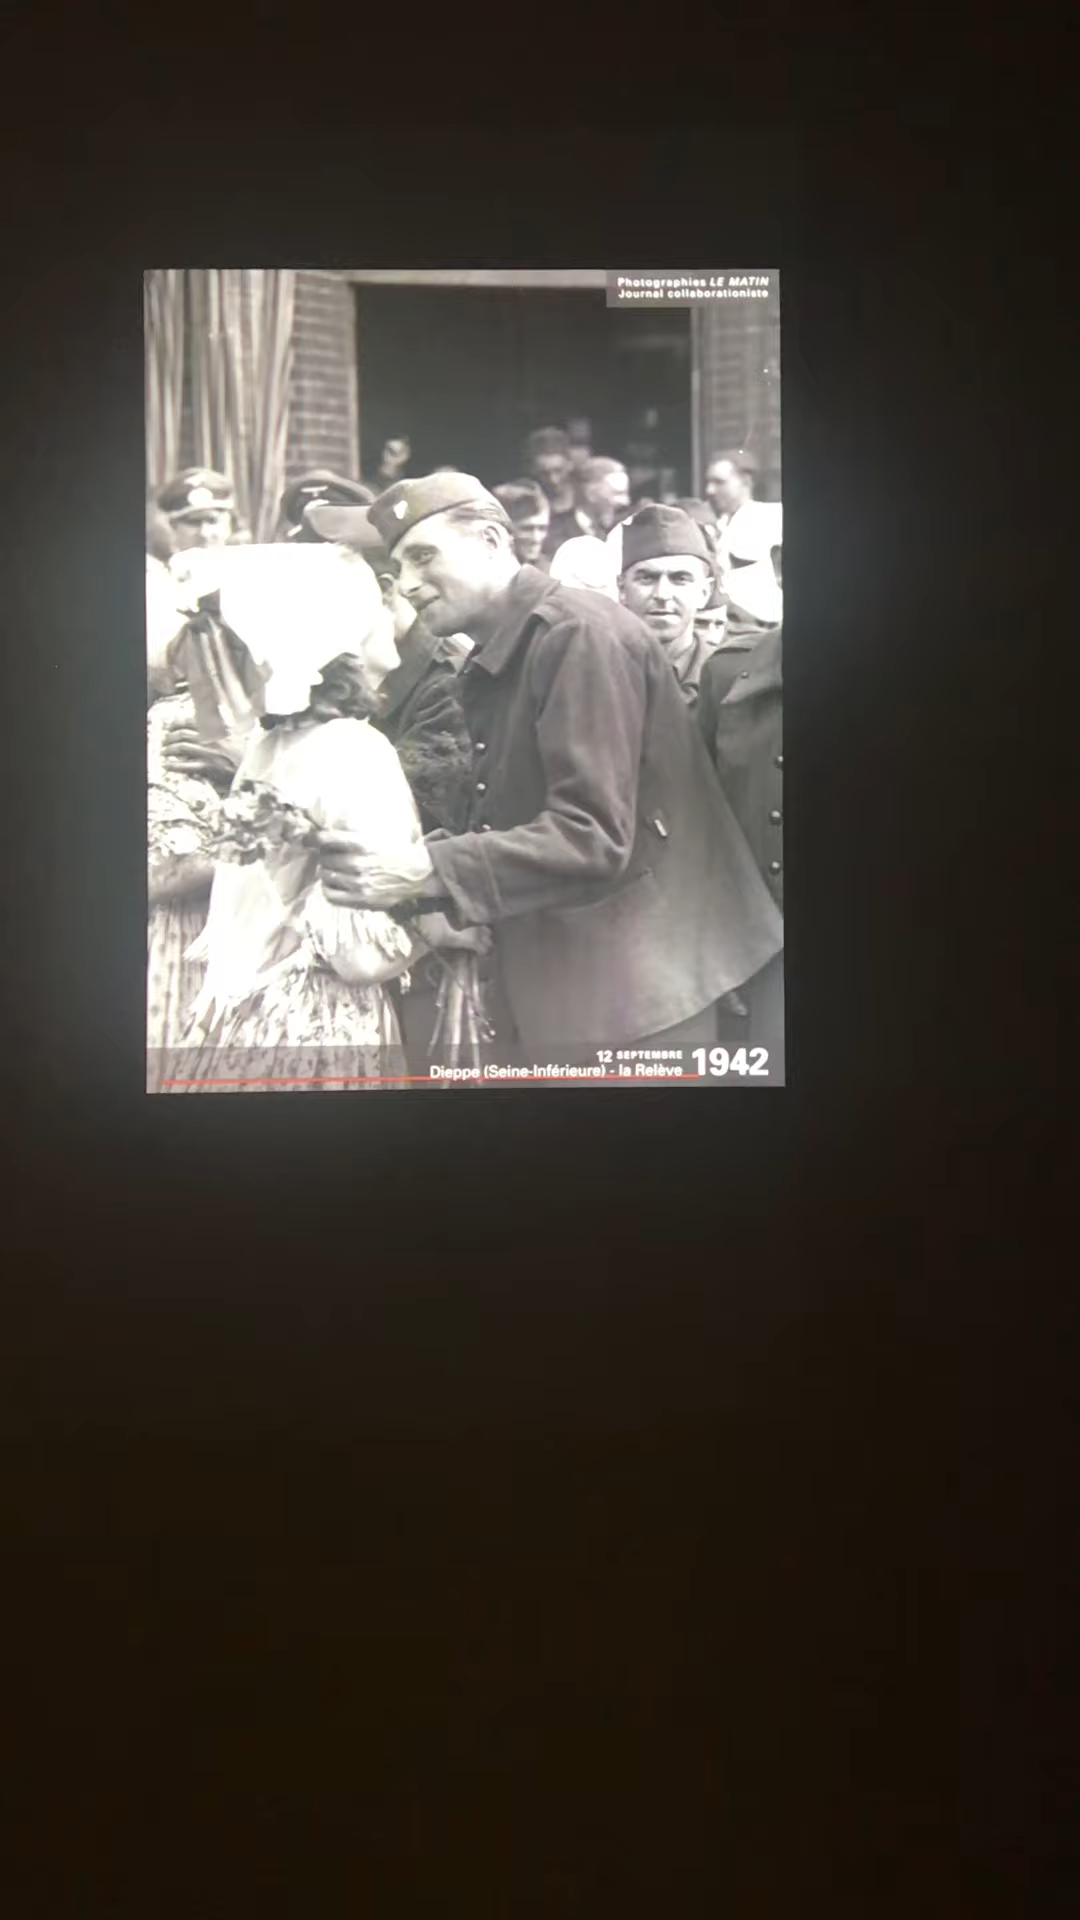 Photographies LE MATIN
Journal collaborationiste
12 SEPTEMBRE 1942
Dieppe (Seine-Inférieure) - la Relève